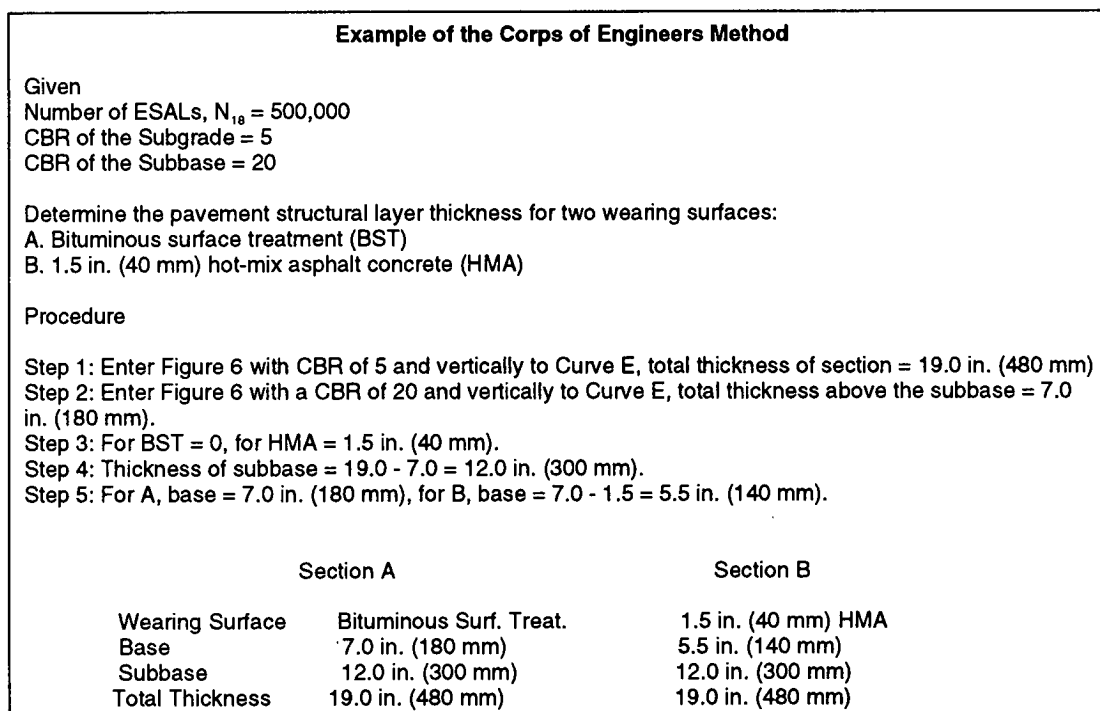 Example of the Corps of Engineers Method
Given
Number of ESALs, N₁₈ = 500,000
CBR of the Subgrade = 5
CBR of the Subbase = 20
Determine the pavement structural layer thickness for two wearing surfaces:
A. Bituminous surface treatment (BST)
B. 1.5 in. (40 mm) hot-mix asphalt concrete (HMA)
Procedure
Step 1: Enter Figure 6 with CBR of 5 and vertically to Curve E, total thickness of section = 19.0 in. (480 mm)
Step 2: Enter Figure 6 with a CBR of 20 and vertically to Curve E, total thickness above the subbase = 7.0
in. (180 mm).
Step 3: For BST = 0, for HMA = 1.5 in. (40 mm).
Step 4: Thickness of subbase = 19.0 - 7.0 = 12.0 in. (300 mm).
Step 5: For A, base = 7.0 in. (180 mm), for B, base = 7.0 - 1.5 = 5.5 in. (140 mm).
Section A Section B
Wearing Surface Bituminous Surf. Treat. 1.5 in. (40 mm) HMA
Base 7.0 in. (180 mm) 5.5 in. (140 mm)
Subbase 12.0 in. (300 mm) 12.0 in. (300 mm)
Total Thickness 19.0 in. (480 mm) 19.0 in. (480 mm)